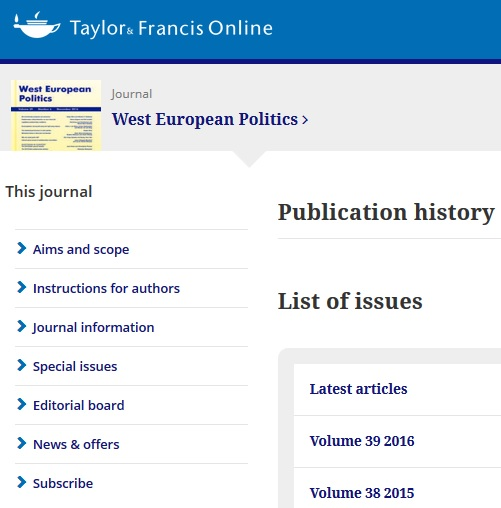 Taylor & Francis Online
West European
Politics
Journal
West European Politics
This journal
Aims and scope
Instructions for authors
Journal information
Special issues
Editorial board
News & offers
Subscribe
Publication history
List of issues
Latest articles
Volume 39 2016
Volume 38 2015